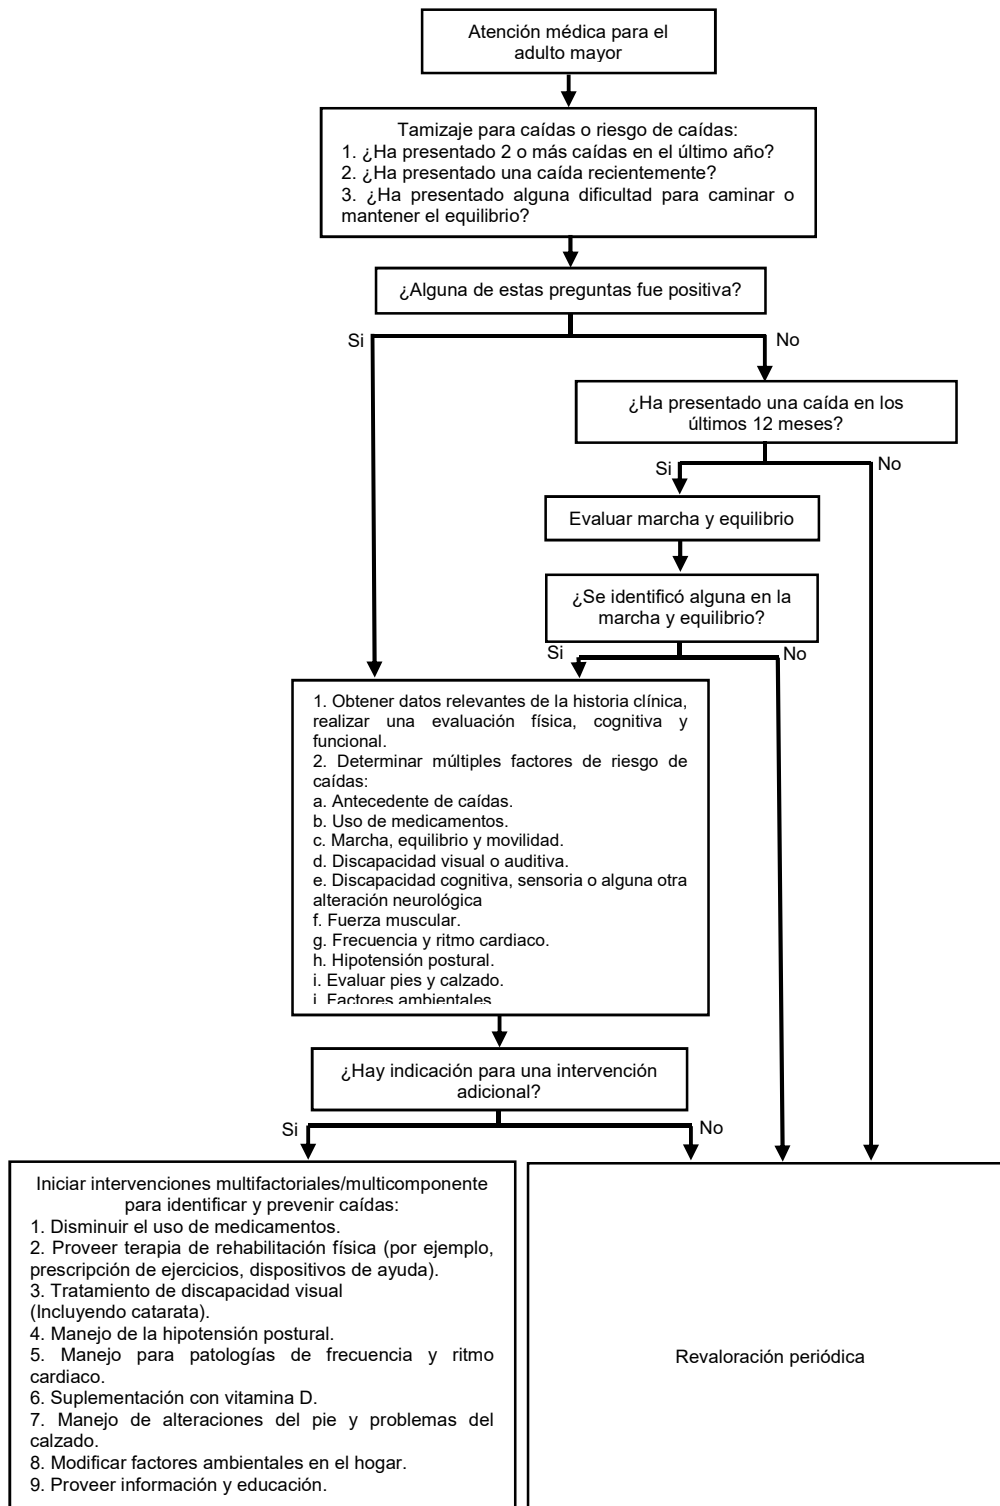 Atención médica para el
adulto mayor
Tamizaje para caídas o riesgo de caídas:
1. ¿Ha presentado 2 o más caídas en el último año?
2. ¿Ha presentado una caída recientemente?
3. ¿Ha presentado alguna dificultad para caminar o
mantener el equilibrio?
¿Alguna de estas preguntas fue positiva?
Si
No
¿Ha presentado una caída en los
últimos 12 meses?
Si
No
Evaluar marcha y equilibrio
¿Se identificó alguna en la
marcha y equilibrio?
Si
No
1. Obtener datos relevantes de la historia clínica,
realizar una evaluación física, cognitiva y
funcional.
2. Determinar múltiples factores de riesgo de
caídas:
a. Antecedente de caídas.
b. Uso de medicamentos.
c. Marcha, equilibrio y movilidad.
d. Discapacidad visual o auditiva.
e. Discapacidad cognitiva, sensoria o alguna otra
alteración neurológica
f. Fuerza muscular.
g. Frecuencia y ritmo cardiaco.
h. Hipotensión postural.
i. Evaluar pies y calzado.
j. Factores ambientales
¿Hay indicación para una intervención
adicional?
Si
No
Iniciar intervenciones multifactoriales/multicomponente
para identificar y prevenir caídas:
1. Disminuir el uso de medicamentos.
2. Proveer terapia de rehabilitación física (por ejemplo,
prescripción de ejercicios, dispositivos de ayuda).
3. Tratamiento de discapacidad visual
(Incluyendo catarata).
4. Manejo de la hipotensión postural.
5. Manejo para patologías de frecuencia y ritmo
cardiaco.
6. Suplementación con vitamina D.
7. Manejo de alteraciones del pie y problemas del
calzado.
8. Modificar factores ambientales en el hogar.
9. Proveer información y educación.
Revaloración periódica